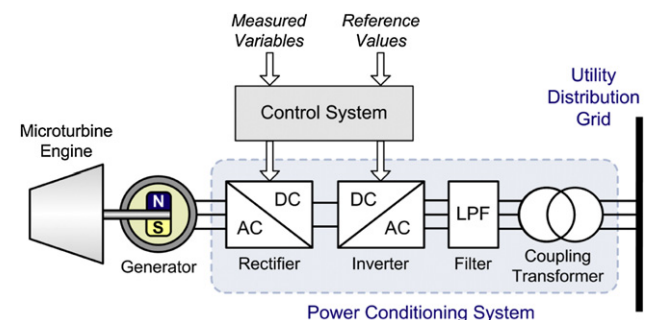 Measured
Variables
Reference
Values
Utility
Distribution
Grid
Control System
Microturbine
Engine
N
S
DC
AC
DC
AC
LPF
Generator
Rectifier
Inverter
Filter
Coupling
Transformer
Power Conditioning System